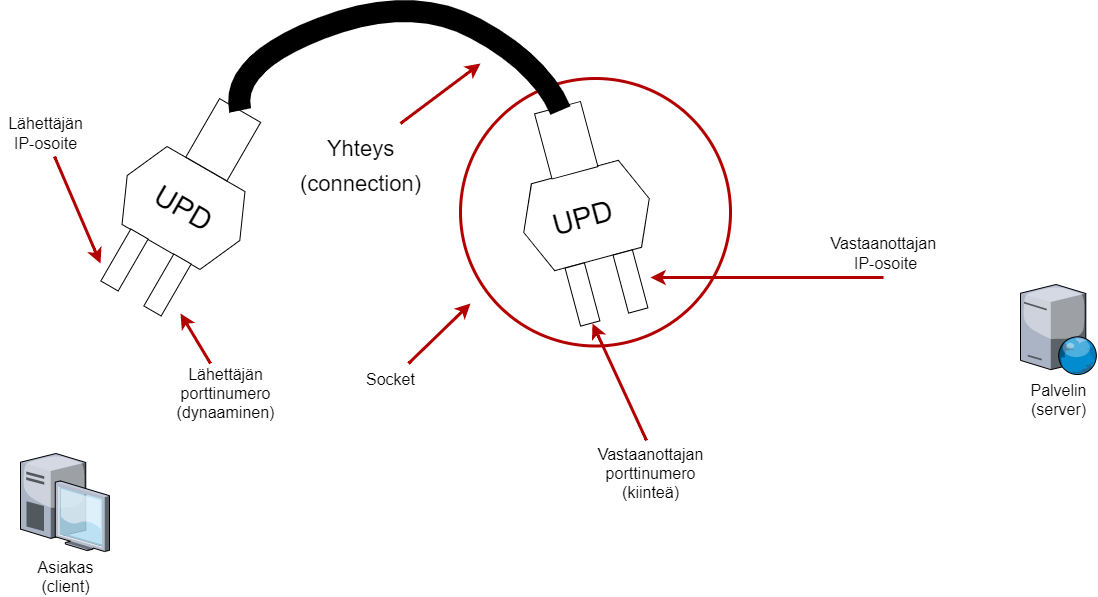 Lähettäjän
IP-osoite
UPD
Yhteys
(connection)
UPD
Vastaanottajan
IP-osoite
Lähettäjän
porttinumero
(dynaaminen)
Socket
Palvelin
(server)
Vastaanottajan
porttinumero
(kiinteä)
Asiakas
(client)